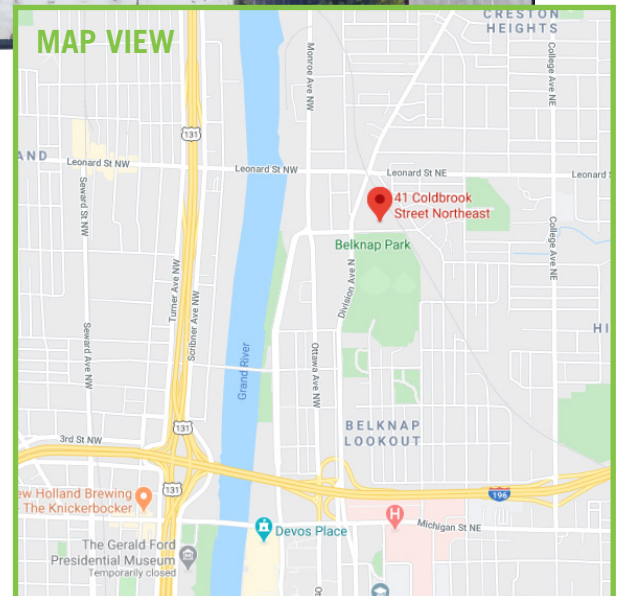 MAP VIEW
CRESTON
HEIGHTS
Monroe Ave NW
College Ave NE
131
AND
Leonard St NW
Leonard St NW
Leonard St NE
Leonard
Seward St NW
41 Coldbrook
Street Northeast
Belknap Park
College Ave NE
Turner Ave NW
Scribner Ave NW
Division Ave N
Seward Ave NW
Grand River
Ottawa Ave NW
HI
131
BELKNAP
LOOKOUT
3rd St NW
131
ew Holland Brewing
- The Knickerbocker
196
H
Devos Place
Michigan St NE
The Gerald Ford
Presidential Museum
Temporarily closed